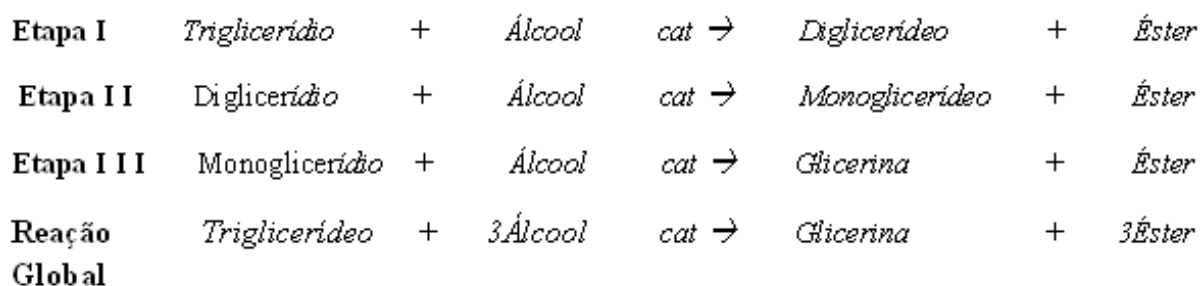 Etapa I Triglicerídio + Álcool cat → Diglicerídeo + Éster
Etapa I I Diglicerídio + Álcool cat → Monoglicerídeo + Éster
Etapa I I I Monoglicerídio + Álcool cat → Glicerina + Éster
Reação Triglicerídeo + 3Álcool cat → Glicerina + 3Éster
Global